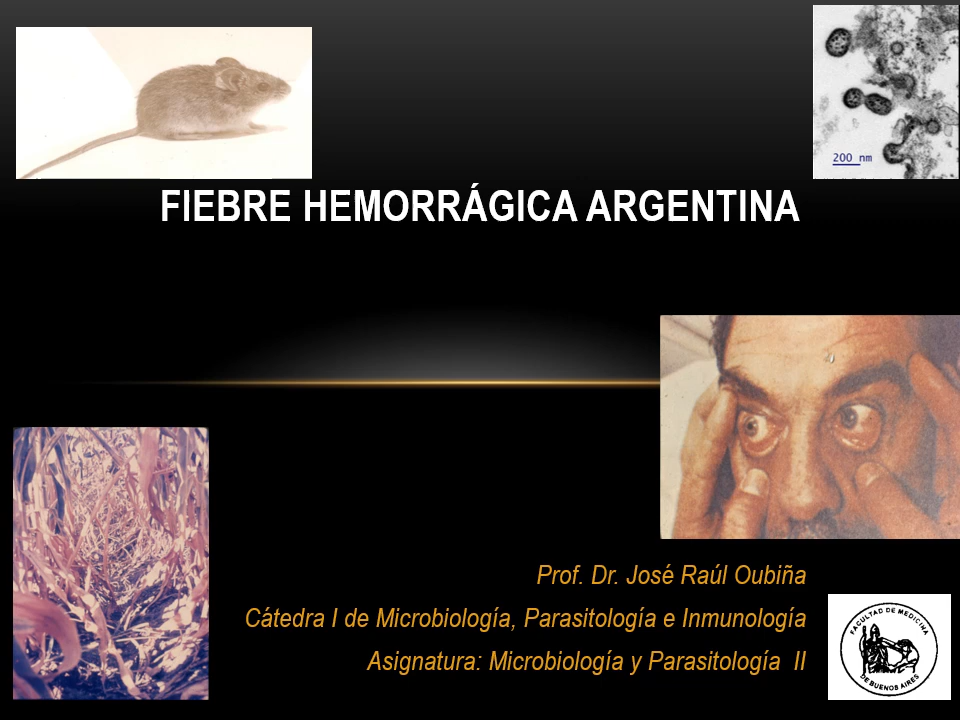 200 nm
FIEBRE HEMORRÁGICA ARGENTINA
Prof. Dr. José Raúl Oubiña
Cátedra I de Microbiología, Parasitología e Inmunología
Asignatura: Microbiología y Parasitología II
FACULTAD DE MEDICINA
DE BUENOS AIRES